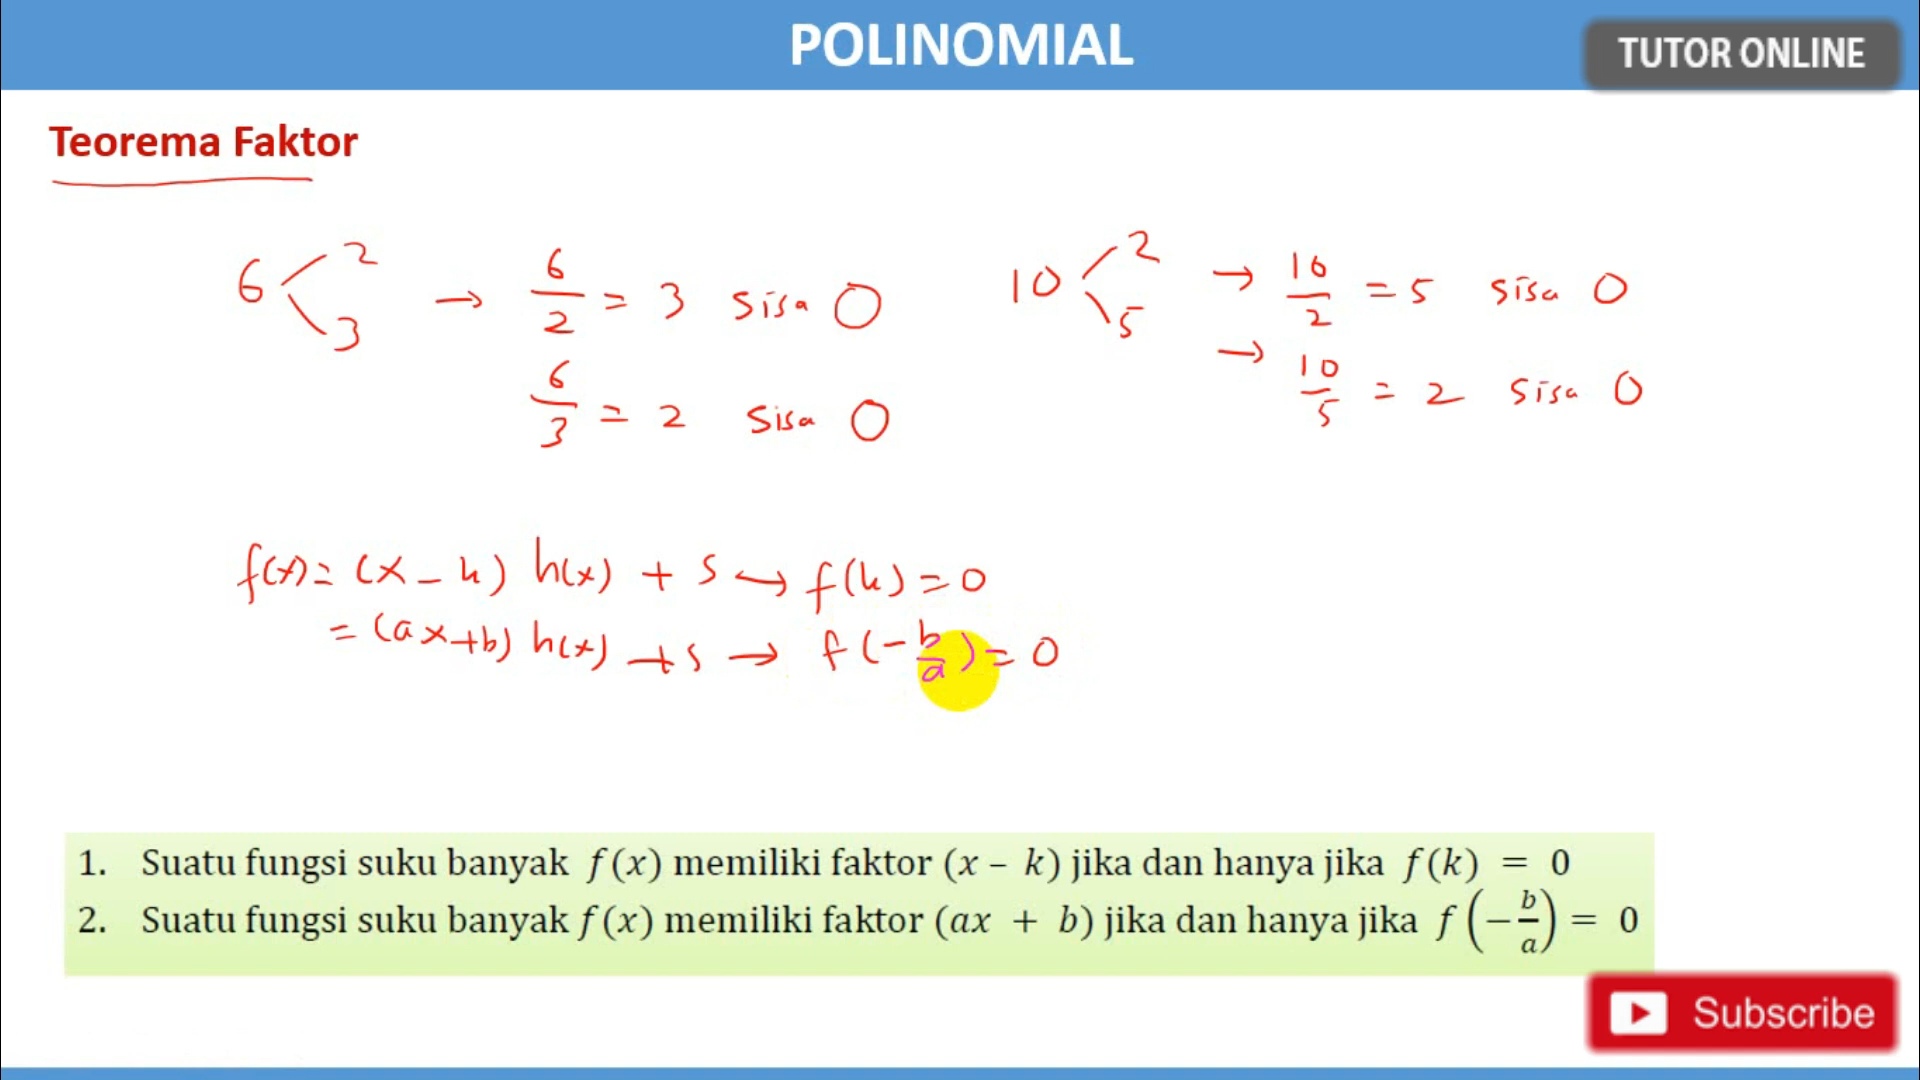 POLINOMIAL
TUTOR ONLINE
Teorema Faktor
6 < 2 3 → 6/2 = 3 sisa 0
6/3 = 2 sisa 0
10 < 2 5 → 10/2 = 5 sisa 0
→ 10/5 = 2 sisa 0
f(x) = (x - k) h(x) + s → f(k) = 0
= (ax+b) h(x) + s → f(-b/a) = 0
1. Suatu fungsi suku banyak f(x) memiliki faktor (x – k) jika dan hanya jika f(k) = 0
2. Suatu fungsi suku banyak f(x) memiliki faktor (ax + b) jika dan hanya jika f(-b/a) = 0
Subscribe